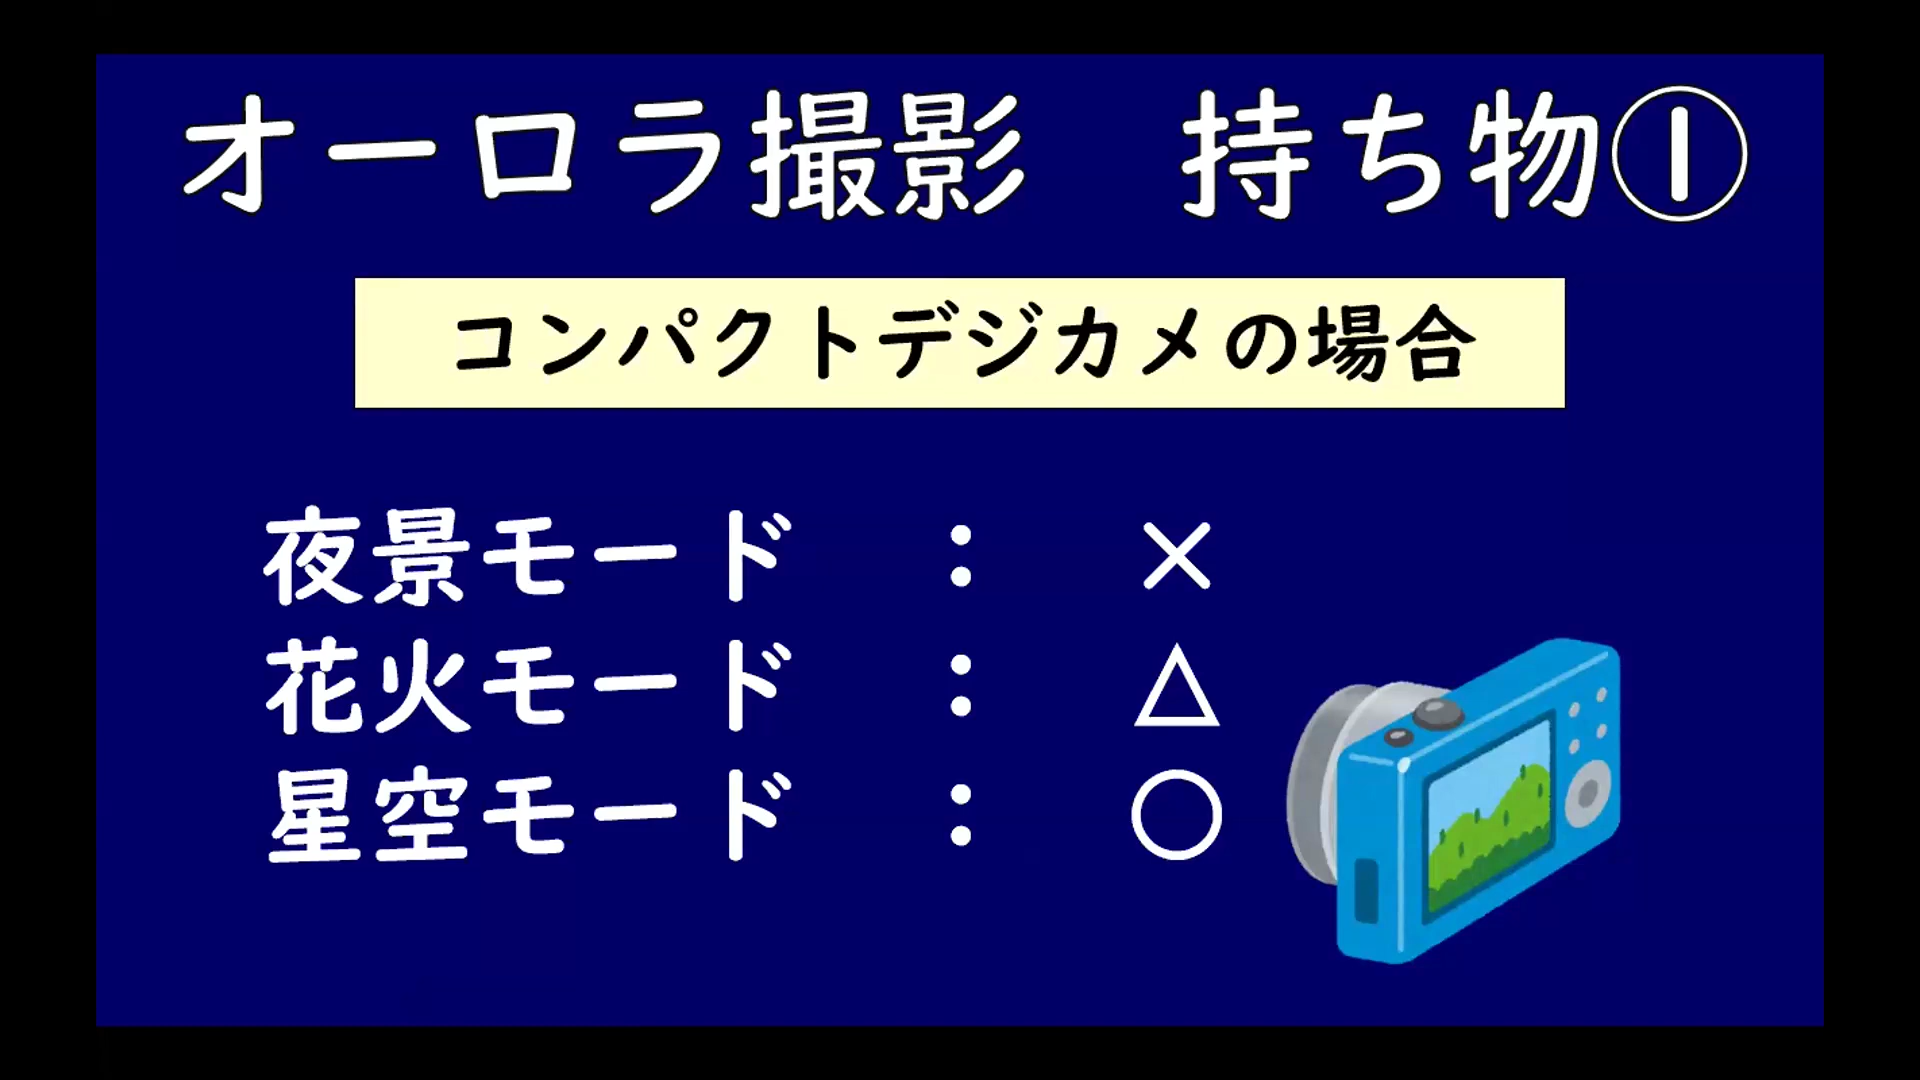 オーロラ撮影　持ち物①
コンパクトデジカメの場合
夜景モード　：　×
花火モード　：　△
星空モード　：　○